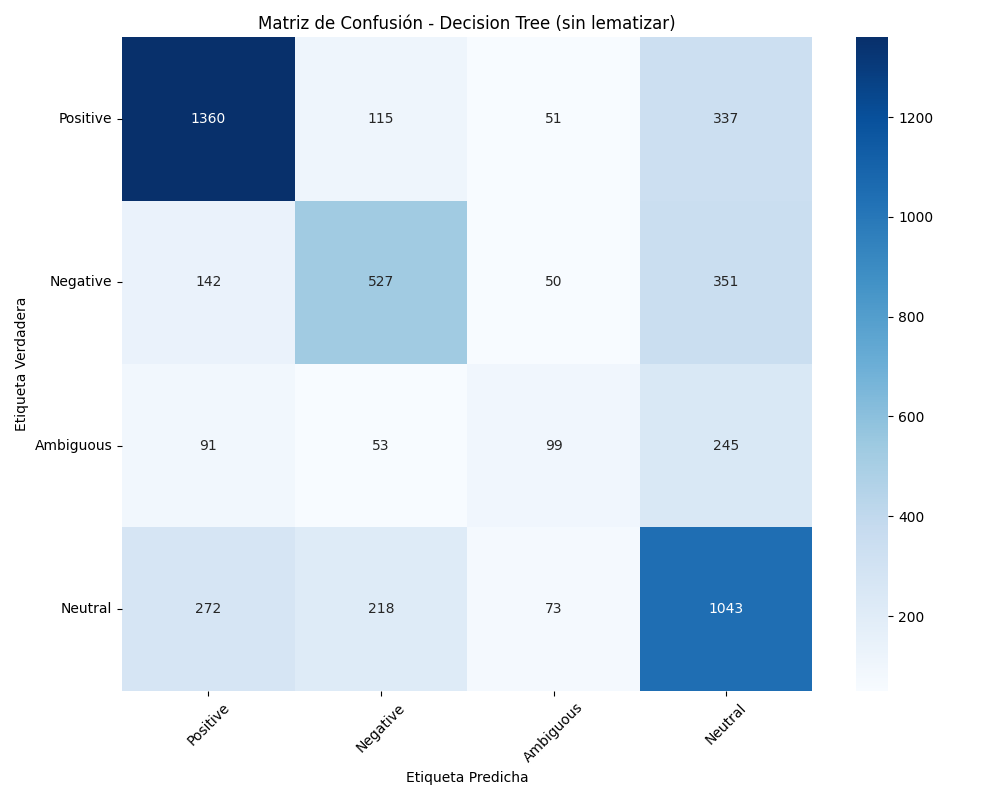 Matriz de Confusión - Decision Tree (sin lematizar)
Positive 1360 115 51 337
Negative 142 527 50 351
Ambiguous 91 53 99 245
Neutral 272 218 73 1043
Positive Negative Ambiguous Neutral
Etiqueta Predicha
Etiqueta Verdadera
1200
1000
800
600
400
200